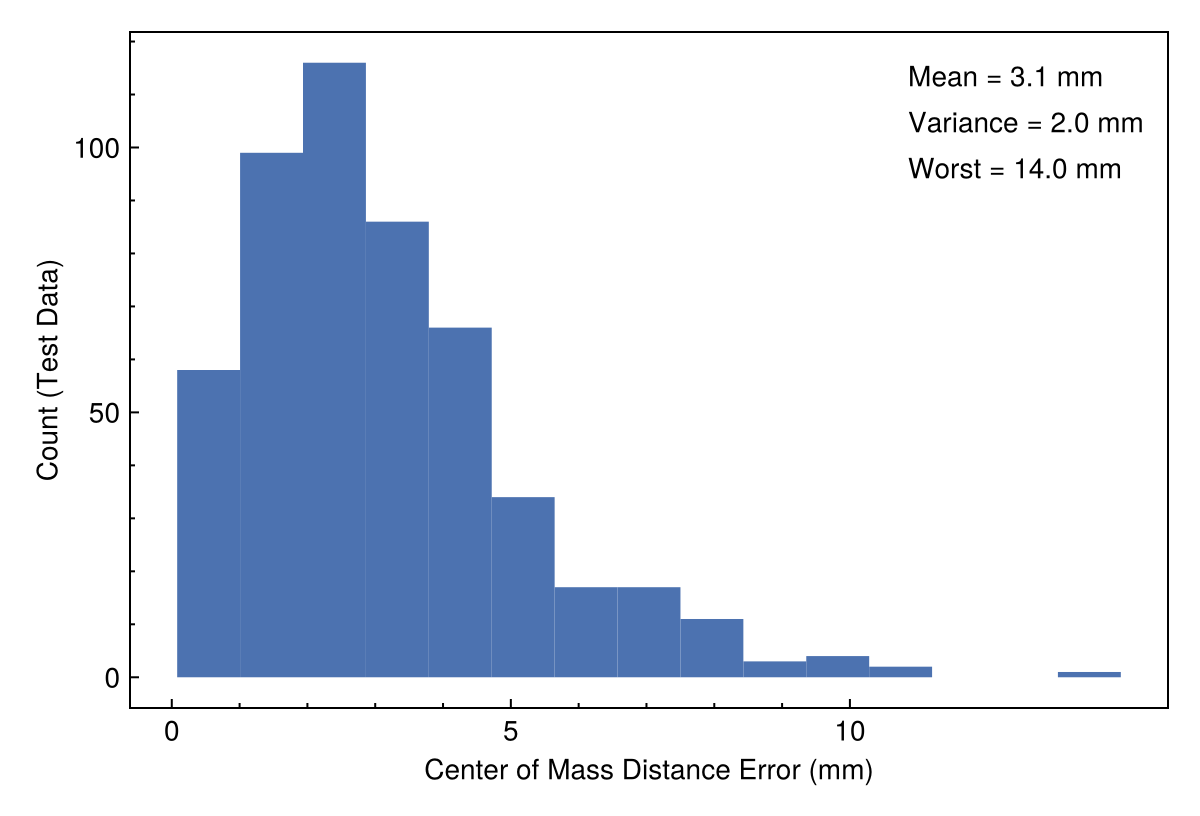 Mean = 3.1 mm
Variance = 2.0 mm
Worst = 14.0 mm
100
50
0
Count (Test Data)
0 5 10
Center of Mass Distance Error (mm)